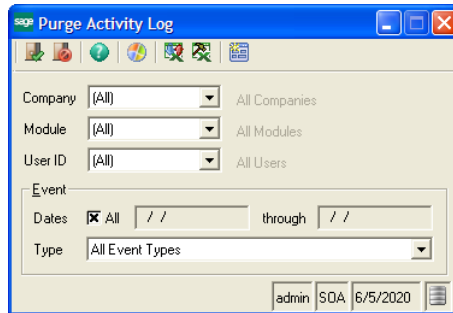 sage Purge Activity Log
Company (All) All Companies
Module (All) All Modules
User ID (All) All Users
Event
Dates All / / through / /
Type All Event Types
admin SOA 6/5/2020